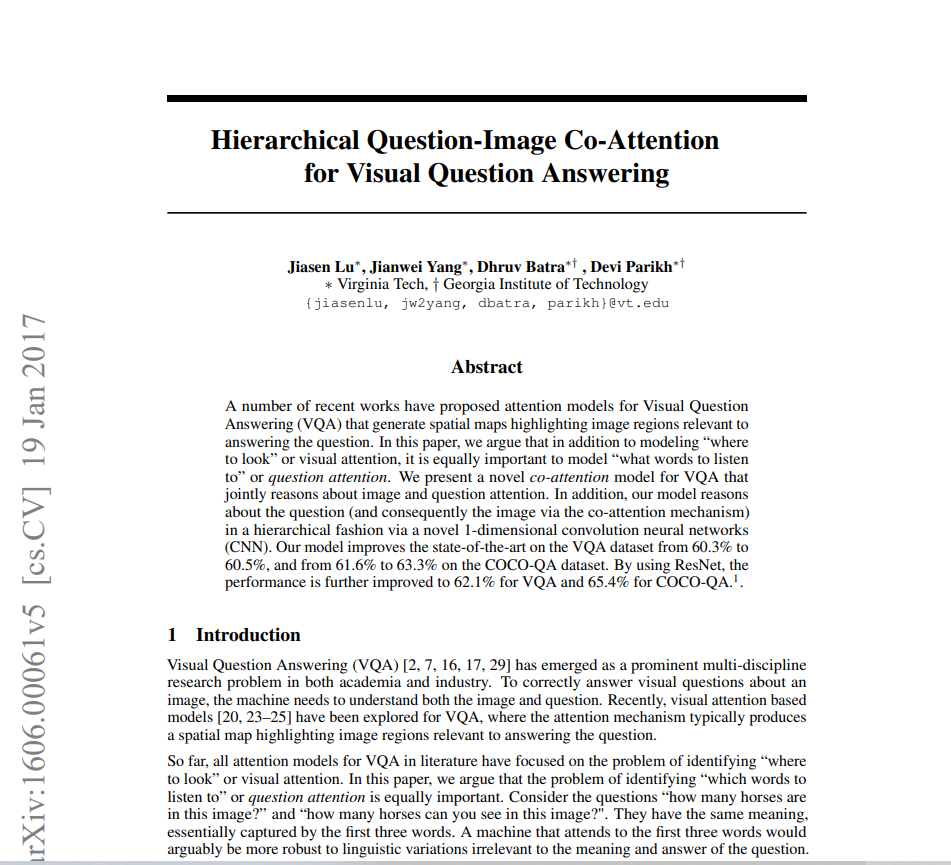 Hierarchical Question-Image Co-Attention
for Visual Question Answering
Jiasen Lu∗, Jianwei Yang∗, Dhruv Batra∗† , Devi Parikh∗†
∗ Virginia Tech, † Georgia Institute of Technology
{jiasenlu, jw2yang, dbatra, parikh}@vt.edu
Abstract
A number of recent works have proposed attention models for Visual Question
Answering (VQA) that generate spatial maps highlighting image regions relevant to
answering the question. In this paper, we argue that in addition to modeling “where
to look” or visual attention, it is equally important to model “what words to listen
to” or question attention. We present a novel co-attention model for VQA that
jointly reasons about image and question attention. In addition, our model reasons
about the question (and consequently the image via the co-attention mechanism)
in a hierarchical fashion via a novel 1-dimensional convolution neural networks
(CNN). Our model improves the state-of-the-art on the VQA dataset from 60.3% to
60.5%, and from 61.6% to 63.3% on the COCO-QA dataset. By using ResNet, the
performance is further improved to 62.1% for VQA and 65.4% for COCO-QA.1.
1 Introduction
Visual Question Answering (VQA) [2, 7, 16, 17, 29] has emerged as a prominent multi-discipline
research problem in both academia and industry. To correctly answer visual questions about an
image, the machine needs to understand both the image and question. Recently, visual attention based
models [20, 23–25] have been explored for VQA, where the attention mechanism typically produces
a spatial map highlighting image regions relevant to answering the question.
So far, all attention models for VQA in literature have focused on the problem of identifying “where
to look” or visual attention. In this paper, we argue that the problem of identifying “which words to
listen to” or question attention is equally important. Consider the questions “how many horses are
in this image?” and “how many horses can you see in this image?". They have the same meaning,
essentially captured by the first three words. A machine that attends to the first three words would
arguably be more robust to linguistic variations irrelevant to the meaning and answer of the question.
rXiv:1606.00061v5 [cs.CV] 19 Jan 2017